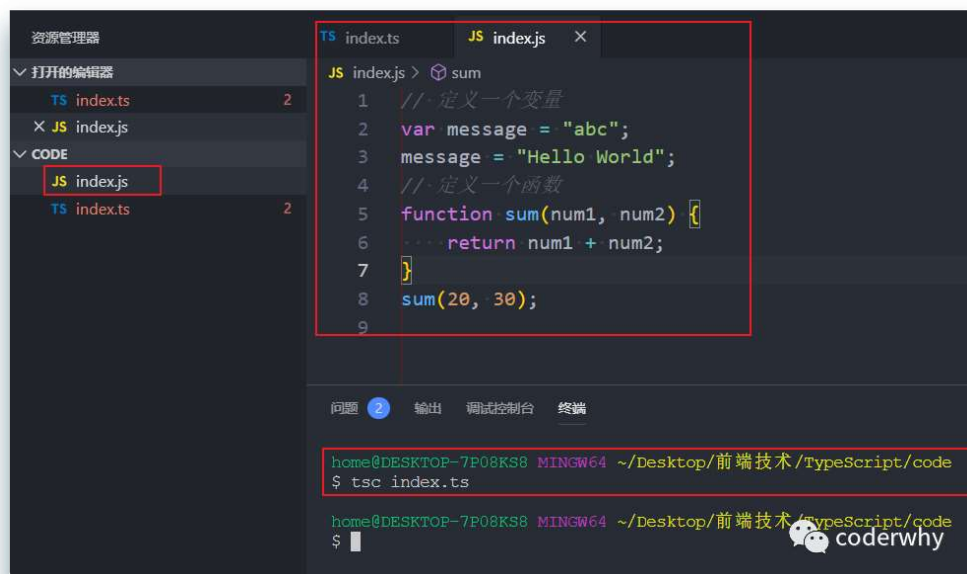 资源管理器
打开的编辑器
TS index.ts 2
JS index.js
CODE
JS index.js
TS index.ts 2
TS index.ts JS index.js
JS index.js > sum
1 // 定义一个变量
2 var message = "abc";
3 message = "Hello World";
4 // 定义一个函数
5 function sum(num1, num2) {
6 return num1 + num2;
7 }
8 sum(20, 30);
9
问题 2 输出 调试控制台 终端
home@DESKTOP-7P08KS8 MINGW64 ~/Desktop/前端技术/TypeScript/code
$ tsc index.ts
home@DESKTOP-7P08KS8 MINGW64 ~/Desktop/前端技术/TypeScript/code
$
coderwhy